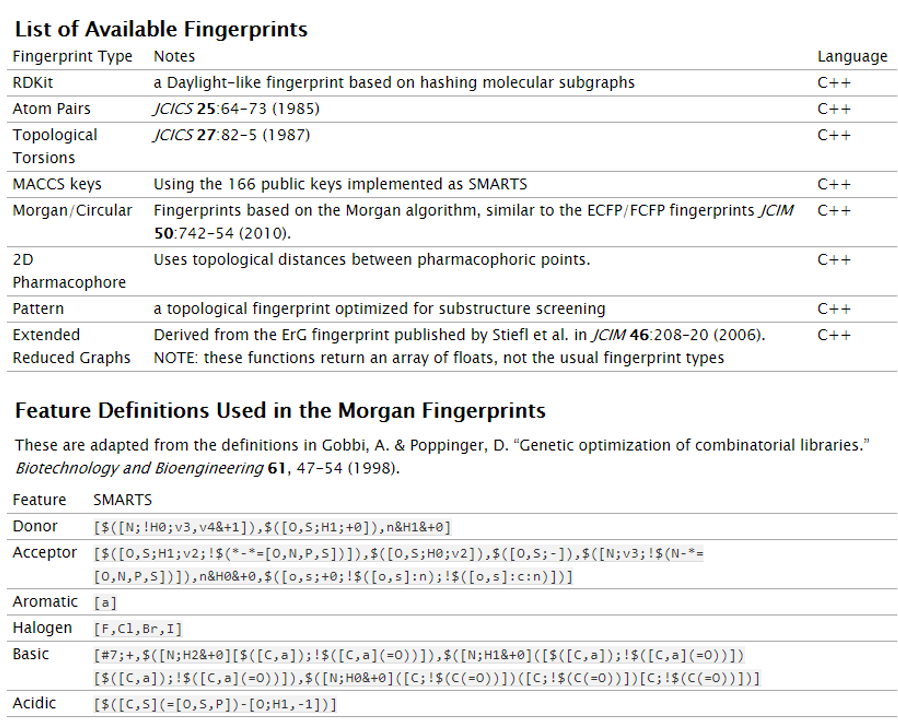 List of Available Fingerprints
Fingerprint Type Notes Language
RDKit a Daylight-like fingerprint based on hashing molecular subgraphs C++
Atom Pairs JCICS 25:64-73 (1985) C++
Topological JCICS 27:82-5 (1987) C++
Torsions
MACCS keys Using the 166 public keys implemented as SMARTS C++
Morgan/Circular Fingerprints based on the Morgan algorithm, similar to the ECFP/FCFP fingerprints JCIM C++
50:742-54 (2010).
2D Uses topological distances between pharmacophoric points. C++
Pharmacophore
Pattern a topological fingerprint optimized for substructure screening C++
Extended Derived from the ErG fingerprint published by Stiefl et al. in JCIM 46:208-20 (2006). C++
Reduced Graphs NOTE: these functions return an array of floats, not the usual fingerprint types
Feature Definitions Used in the Morgan Fingerprints
These are adapted from the definitions in Gobbi, A. & Poppinger, D. “Genetic optimization of combinatorial libraries.”
Biotechnology and Bioengineering 61, 47-54 (1998).
Feature SMARTS
Donor [$([N;!H0;v3,v4&+1]),$([O,S;H1;+0]),n&H1&+0]
Acceptor [$([O,S;H1;v2;!$(*-*=[O,N,P,S])]),$([O,S;H0;v2]),$([O,S;-]),$([N;v3;!$(N-*=
[O,N,P,S])]),n&H0&+0,$([o,s;+0;!$([o,s]:n);!$([o,s]:c:n)])]
Aromatic [a]
Halogen [F,Cl,Br,I]
Basic [#7;+,$([N;H2&+0][$([C,a]);!$([C,a](=O))]),$([N;H1&+0]([$([C,a]);!$([C,a](=O))])
[$([C,a]);!$([C,a](=O))]),$([N;H0&+0]([C;!$(C(=O))])([C;!$(C(=O))])[C;!$(C(=O))])]
Acidic [$([C,S](=[O,S,P])-[O;H1,-1])]